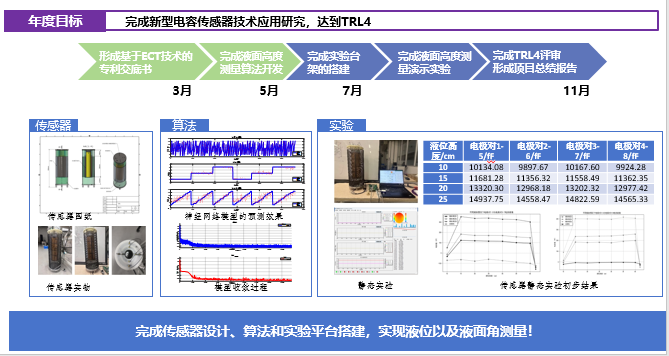 年度目标
完成新型电容传感器技术应用研究，达到TRL4
形成基于ECT技术的
专利交底书
完成液面高度
测量算法开发
完成实验台
架的搭建
完成液面高度测
量演示实验
完成TRL4评审
形成项目总结报告
3月
5月
7月
11月
传感器
算法
实验
液位高
度/cm
电极对1-
5/fF
电极对2-
6/fF
电极对3-
7/fF
电极对4-
8/fF
10 10134.08 9897.67 10167.60 9924.28
15 11681.28 11356.32 11558.49 11362.35
20 13320.30 12968.18 13202.32 12977.42
25 14937.75 14558.47 14822.59 14565.33
传感器图纸
神经网络模型的预测效果
传感器实物
模型收敛过程
静态实验
传感器静态实验初步结果
完成传感器设计、算法和实验平台搭建，实现液位以及液面角测量！